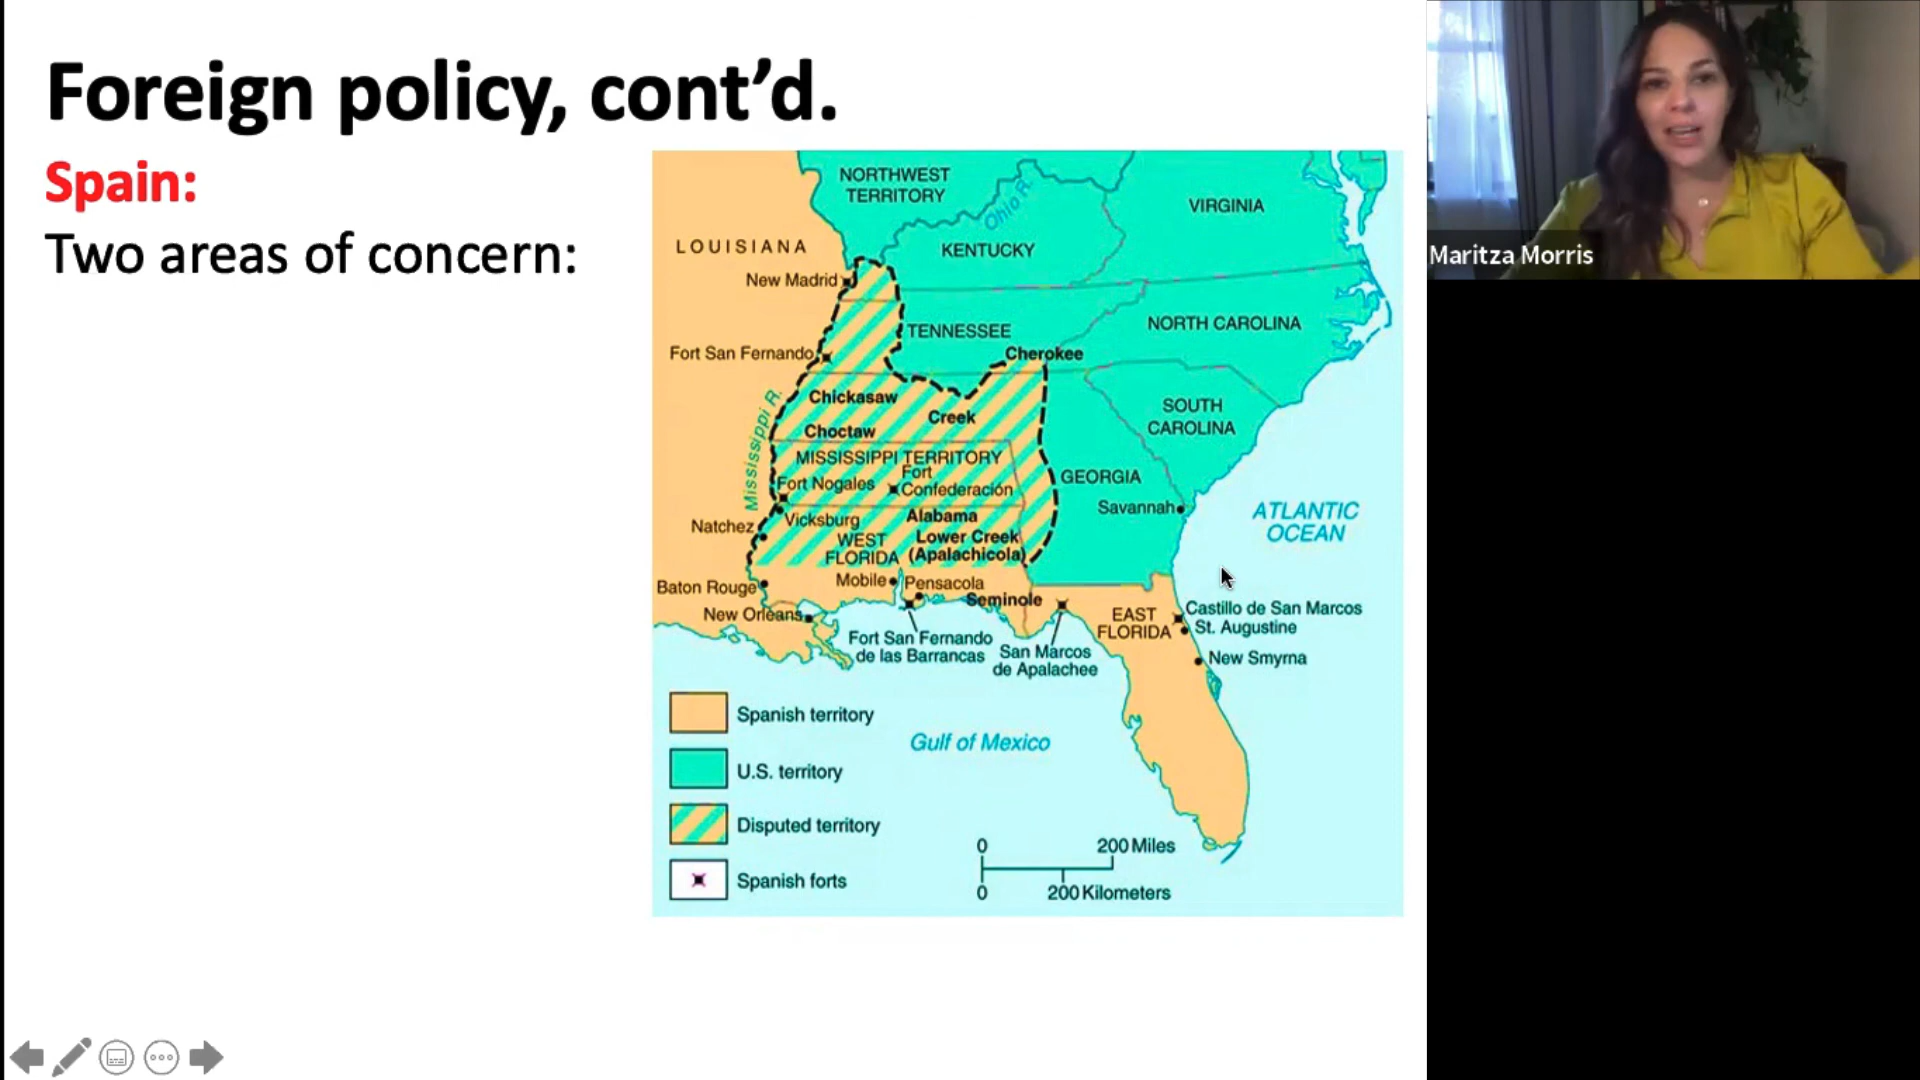 Foreign policy, cont’d.
Spain:
Two areas of concern:
NORTHWEST
TERRITORY
Ohio R.
VIRGINIA
LOUISIANA
KENTUCKY
New Madrid
TENNESSEE
NORTH CAROLINA
Fort San Fernando
Cherokee
Mississippi R.
Chickasaw
Creek
Choctaw
SOUTH
CAROLINA
MISSISSIPPI TERRITORY
Fort Nogales
Fort
Confederación
GEORGIA
Savannah
Natchez
Vicksburg
Alabama
WEST
FLORIDA
Lower Creek
(Apalachicola)
ATLANTIC
OCEAN
Baton Rouge
Mobile
Pensacola
Seminole
New Orleans
EAST
FLORIDA
Castillo de San Marcos
St. Augustine
Fort San Fernando
de las Barrancas
San Marcos
de Apalachee
New Smyrna
Spanish territory
Gulf of Mexico
U.S. territory
Disputed territory
Spanish forts
0 200 Miles
0 200 Kilometers
Maritza Morris